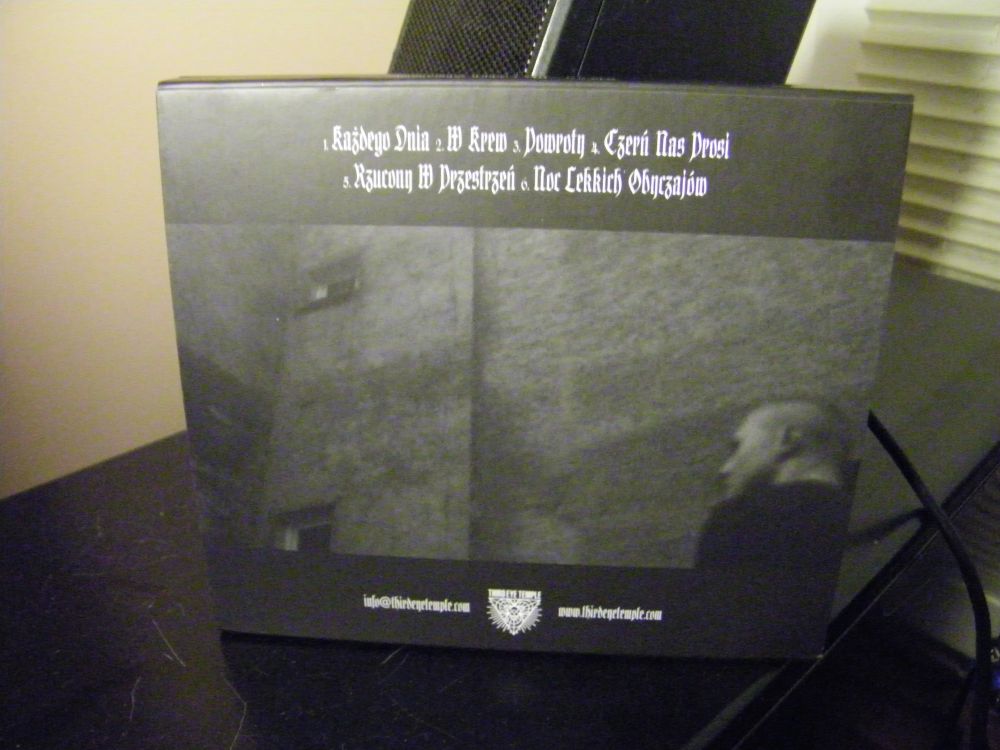 1. Każdego Dnia 2. W Krew 3. Powroty 4. Czerń Nas Prosi
5. Rzucony W Przestrzeń 6. Noc Lekkich Obyczajów
info@thirdeyetemple.com
THIRD EYE TEMPLE
www.thirdeyetemple.com